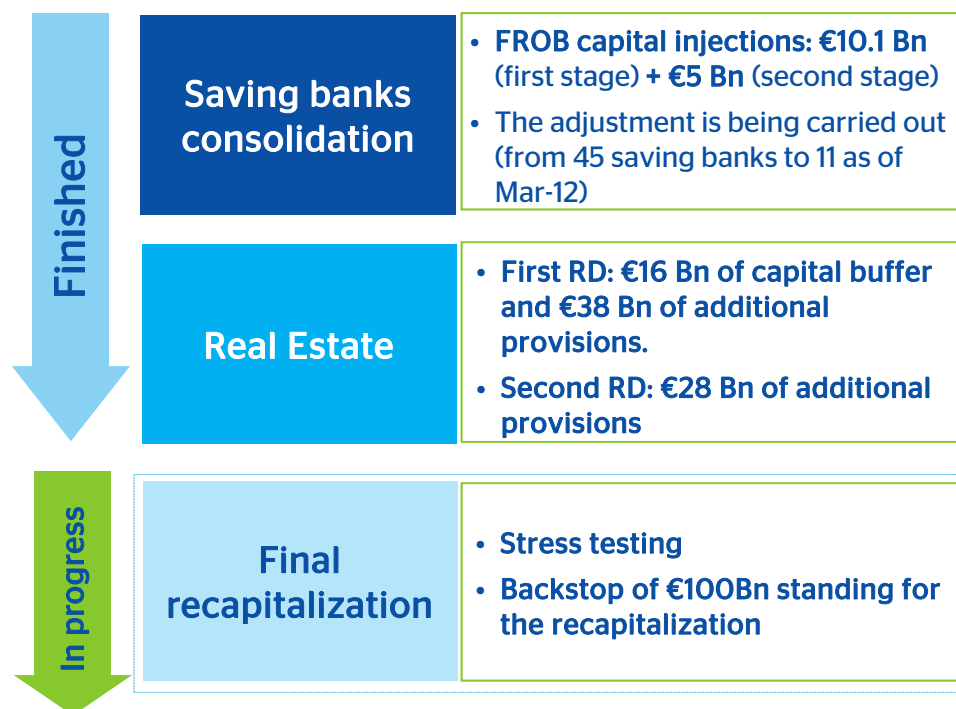 Finished
Saving banks
consolidation
• FROB capital injections: €10.1 Bn
(first stage) + €5 Bn (second stage)
• The adjustment is being carried out
(from 45 saving banks to 11 as of
Mar-12)
Real Estate
• First RD: €16 Bn of capital buffer
and €38 Bn of additional
provisions.
• Second RD: €28 Bn of additional
provisions
In progress
Final
recapitalization
• Stress testing
• Backstop of €100Bn standing for
the recapitalization